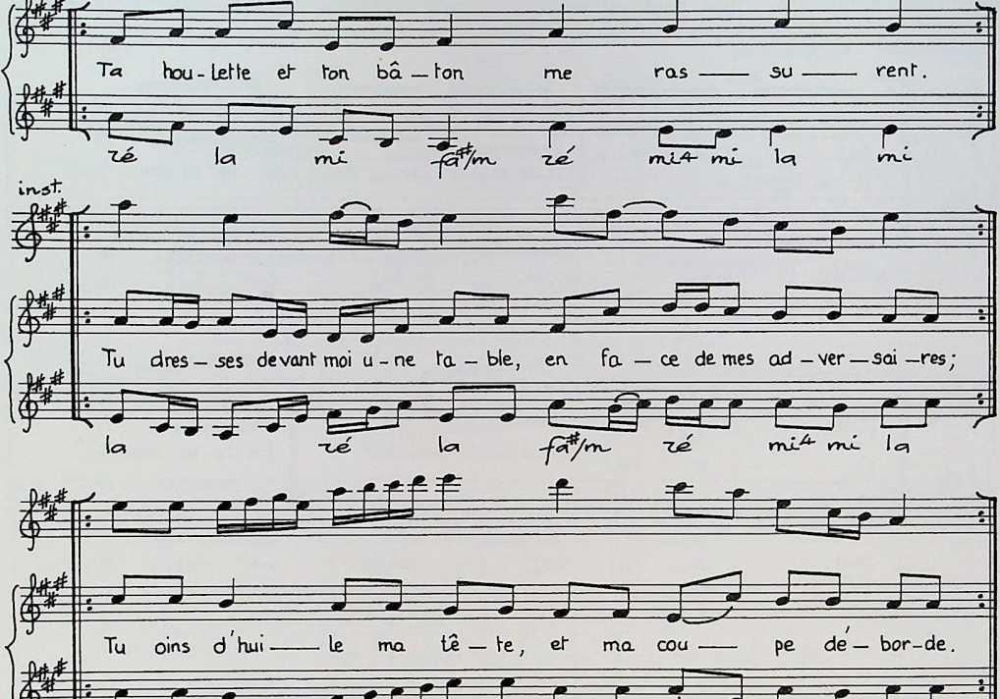 Ta hou-lette et ton bâ-ton me ras — su — rent.
ré la mi fa#/m ré mi4 mi la mi
inst.
Tu dres-ses devant moi u-ne ta-ble, en fa-ce de mes ad-ver-sai-res;
la ré la fa#/m ré mi4 mi la
Tu oins d'hui — le ma tê-te, et ma cou — pe dé-bor-de.